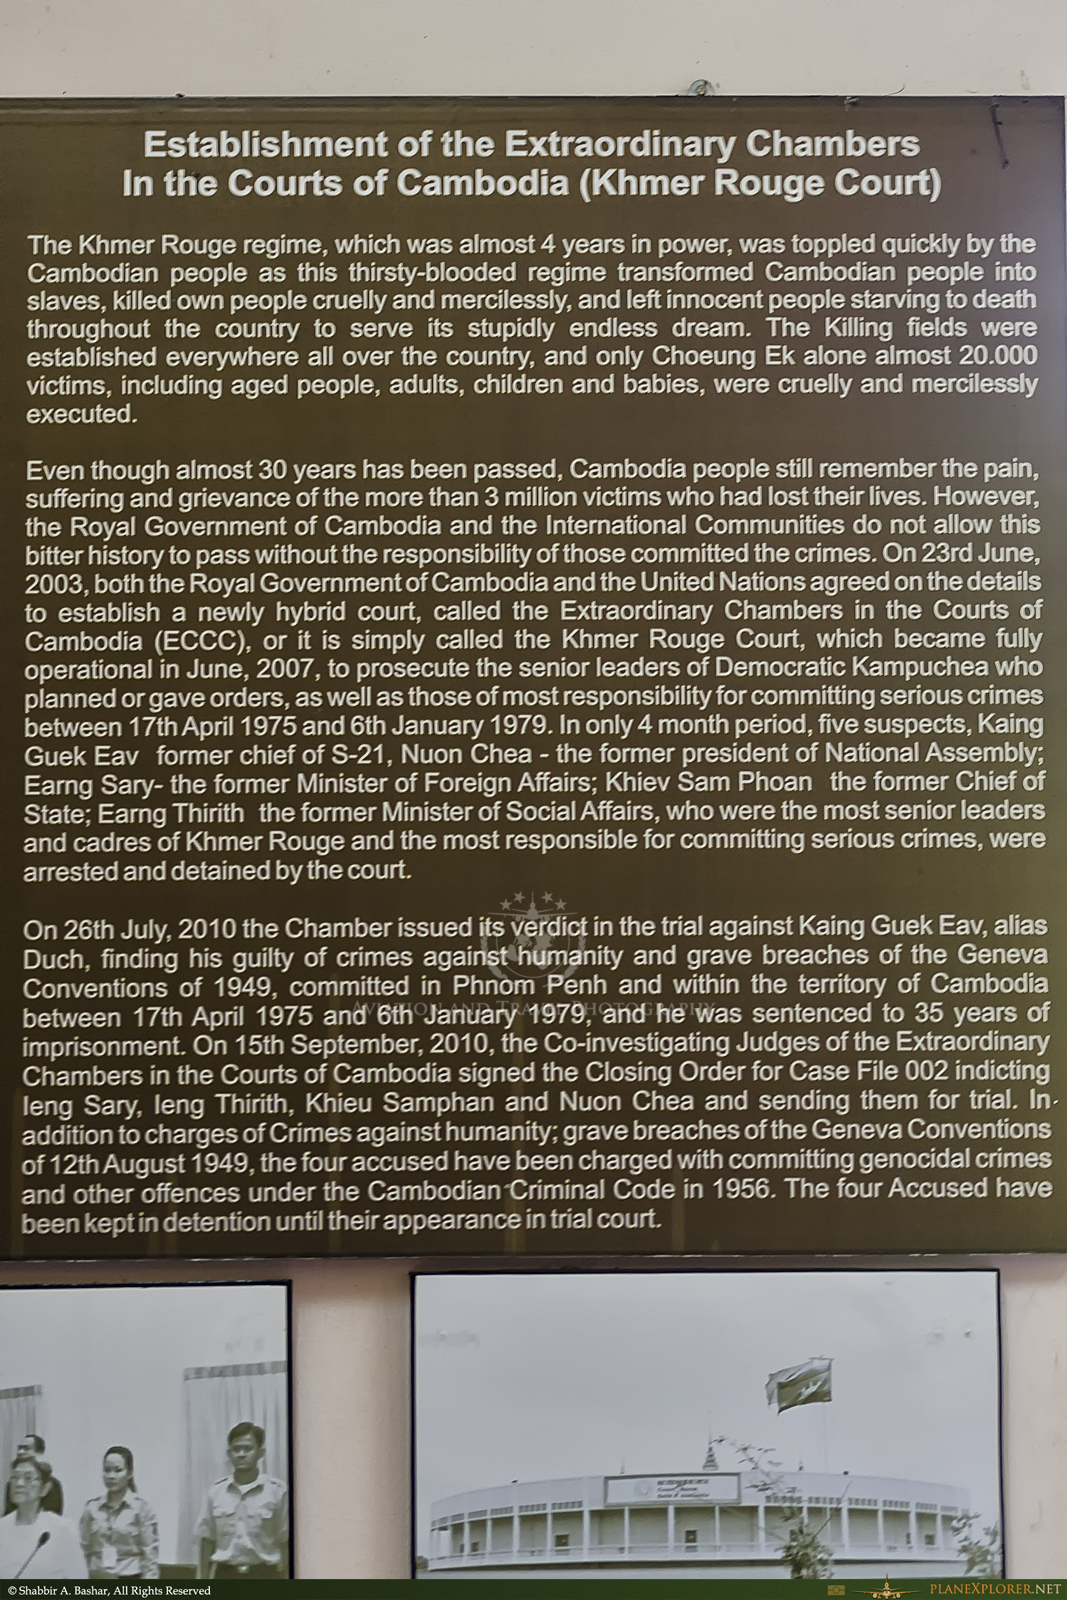 Establishment of the Extraordinary Chambers
In the Courts of Cambodia (Khmer Rouge Court)
The Khmer Rouge regime, which was almost 4 years in power, was toppled quickly by the
Cambodian people as this thirsty-blooded regime transformed Cambodian people into
slaves, killed own people cruelly and mercilessly, and left innocent people starving to death
throughout the country to serve its stupidly endless dream. The Killing fields were
established everywhere all over the country, and only Choeung Ek alone almost 20.000
victims, including aged people, adults, children and babies, were cruelly and mercilessly
executed.
Even though almost 30 years has been passed, Cambodia people still remember the pain,
suffering and grievance of the more than 3 million victims who had lost their lives. However,
the Royal Government of Cambodia and the International Communities do not allow this
bitter history to pass without the responsibility of those committed the crimes. On 23rd June,
2003, both the Royal Government of Cambodia and the United Nations agreed on the details
to establish a newly hybrid court, called the Extraordinary Chambers in the Courts of
Cambodia (ECCC), or it is simply called the Khmer Rouge Court, which became fully
operational in June, 2007, to prosecute the senior leaders of Democratic Kampuchea who
planned or gave orders, as well as those of most responsibility for committing serious crimes
between 17th April 1975 and 6th January 1979. In only 4 month period, five suspects, Kaing
Guek Eav former chief of S-21, Nuon Chea - the former president of National Assembly;
Earng Sary- the former Minister of Foreign Affairs; Khiev Sam Phoan the former Chief of
State; Earng Thirith the former Minister of Social Affairs, who were the most senior leaders
and cadres of Khmer Rouge and the most responsible for committing serious crimes, were
arrested and detained by the court.
On 26th July, 2010 the Chamber issued its verdict in the trial against Kaing Guek Eav, alias
Duch, finding his guilty of crimes against humanity and grave breaches of the Geneva
Conventions of 1949, committed in Phnom Penh and within the territory of Cambodia
AVIATION AND TRAVEL PHOTOGRAPHY
between 17th April 1975 and 6th January 1979, and he was sentenced to 35 years of
imprisonment. On 15th September, 2010, the Co-investigating Judges of the Extraordinary
Chambers in the Courts of Cambodia signed the Closing Order for Case File 002 indicting
Ieng Sary, Ieng Thirith, Khieu Samphan and Nuon Chea and sending them for trial. In
addition to charges of Crimes against humanity; grave breaches of the Geneva Conventions
of 12th August 1949, the four accused have been charged with committing genocidal crimes
and other offences under the Cambodian Criminal Code in 1956. The four Accused have
been kept in detention until their appearance in trial court.
© Shabbir A. Bashar, All Rights Reserved
PLANEXPLORER.NET